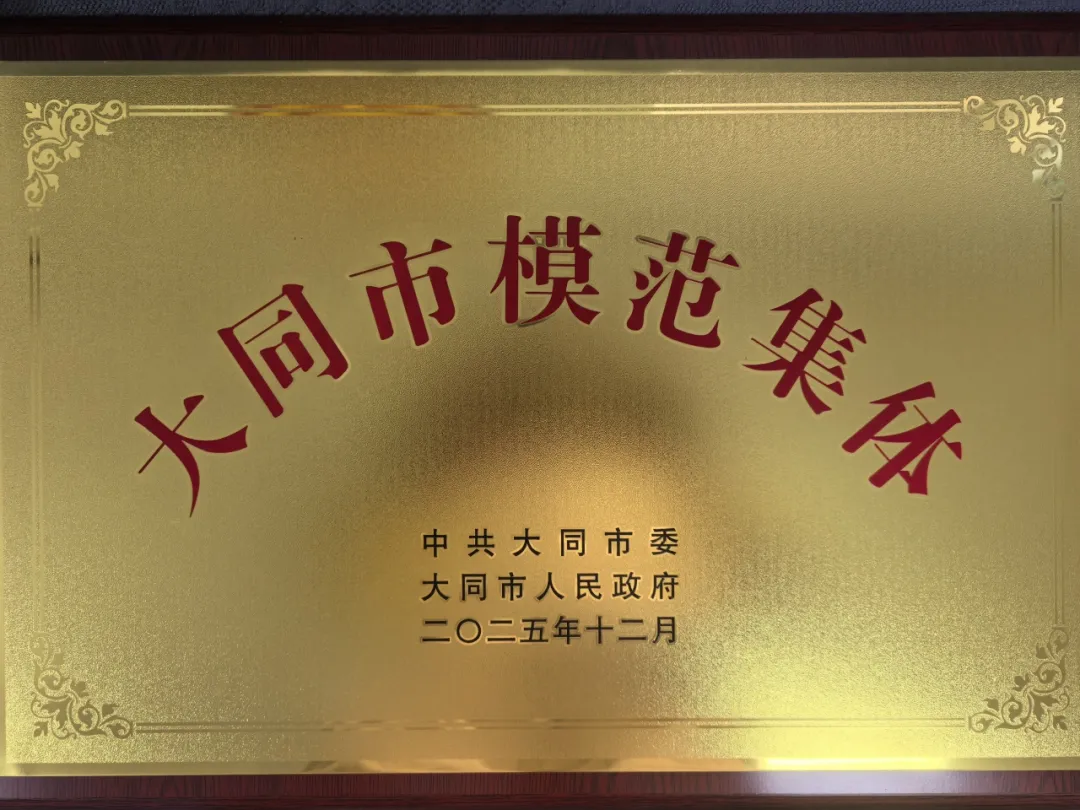 大同市模范集体
中共大同市委
大同市人民政府
二〇二五年十二月